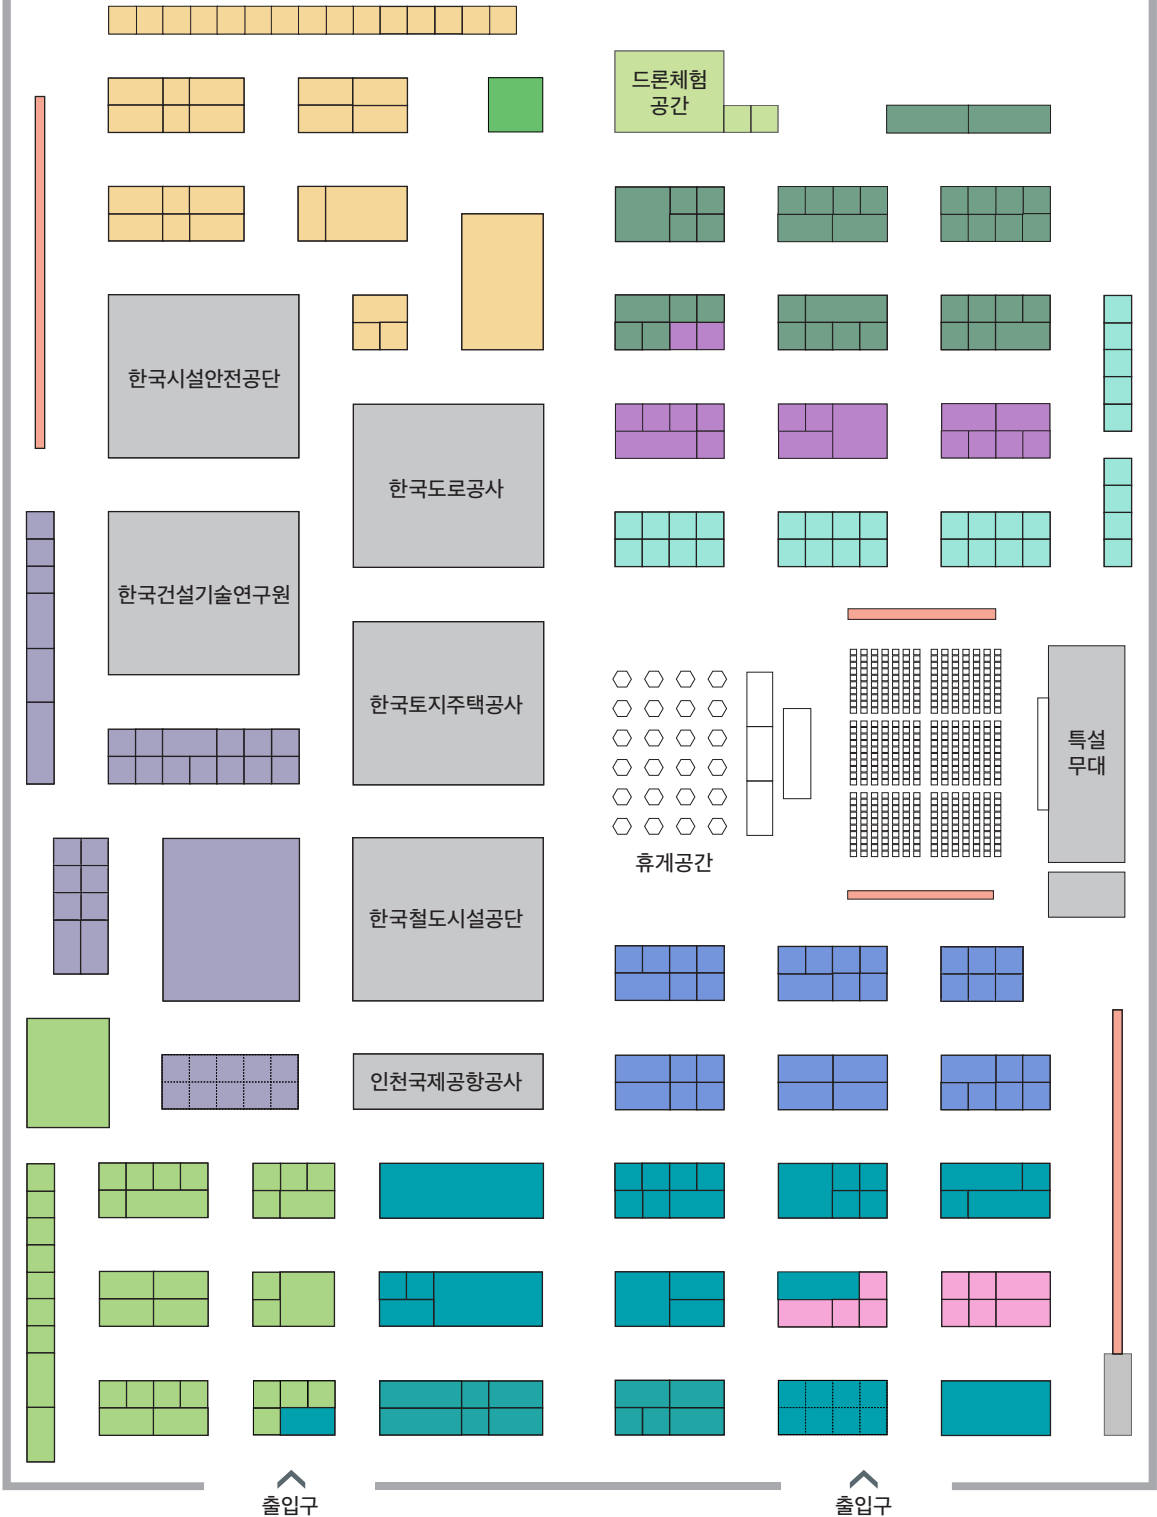 드론체험
공간
한국시설안전공단
한국도로공사
한국건설기술연구원
한국토지주택공사
특설
무대
휴게공간
한국철도시설공단
인천국제공항공사
출입구
출입구